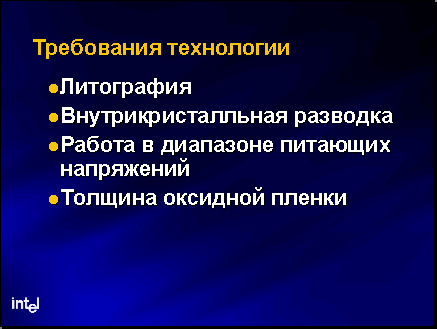 Требования технологии
Литография
Внутрикристалльная разводка
Работа в диапазоне питающих
напряжений
Толщина оксидной пленки
intel